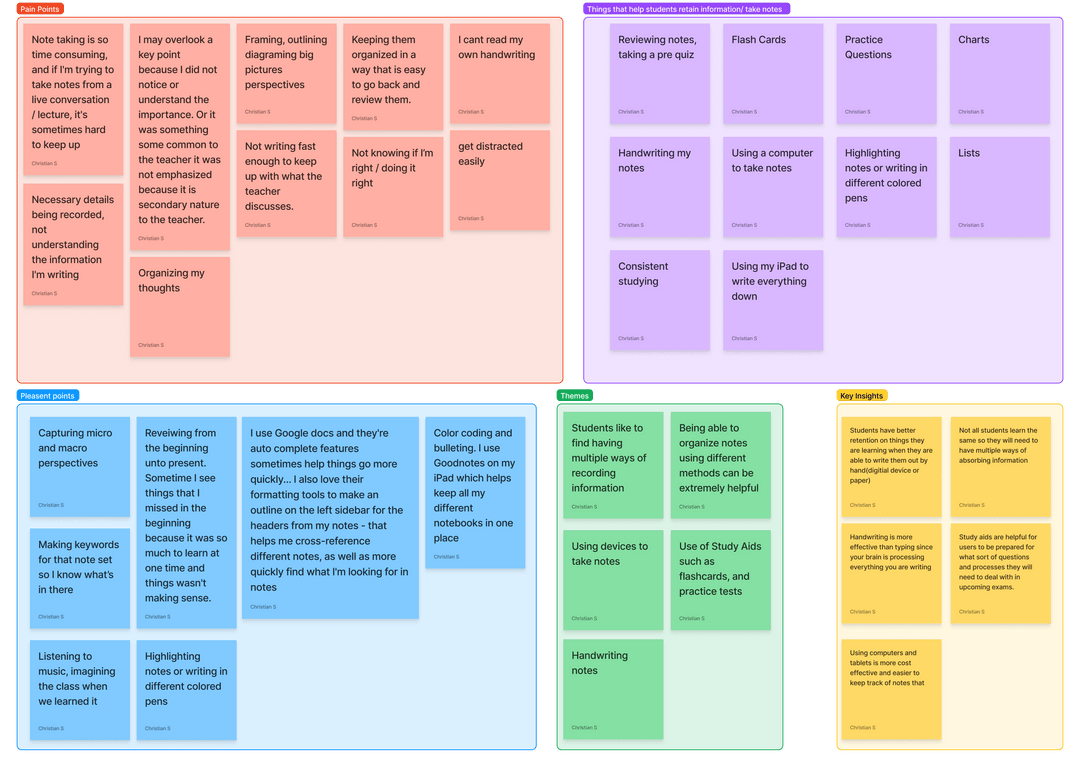 Pain Points
Note taking is so
time consuming,
and if I'm trying to
take notes from a
live conversation
/ lecture, it's
sometimes hard
to keep up
Christian S
Necessary details
being recorded,
not
understanding
the information
I'm writing
Christian S
I may overlook a
key point
because I did not
notice or
understand the
importance. Or it
was something
some common to
the teacher it was
not emphasized
because it is
secondary nature
to the teacher.
Christian S
Organizing my
thoughts
Christian S
Framing, outlining
diagraming big
pictures
perspectives
Christian S
Not writing fast
enough to keep
up with what the
teacher
discusses.
Christian S
Keeping them
organized in a
way that is easy
to go back and
review them.
Christian S
Not knowing if I'm
right / doing it
right
Christian S
I cant read my
own handwriting
Christian S
get distracted
easily
Christian S
Things that help students retain information/ take notes
Reviewing notes,
taking a pre quiz
Christian S
Flash Cards
Christian S
Practice
Questions
Christian S
Charts
Christian S
Handwriting my
notes
Christian S
Using a computer
to take notes
Christian S
Highlighting
notes or writing in
different colored
pens
Christian S
Lists
Christian S
Consistent
studying
Christian S
Using my iPad to
write everything
down
Christian S
Pleasent points
Capturing micro
and macro
perspectives
Christian S
Making keywords
for that note set
so I know what's
in there
Christian S
Listening to
music, imagining
the class when
we learned it
Christian S
Reveiwing from
the beginning
unto present.
Sometime I see
things that I
missed in the
beginning
because it was so
much to learn at
one time and
things wasn't
making sense.
Christian S
Highlighting
notes or writing in
different colored
pens
Christian S
I use Google docs and they're
auto complete features
sometimes help things go more
quickly... I also love their
formatting tools to make an
outline on the left sidebar for the
headers from my notes - that
helps me cross-reference
different notes, as well as more
quickly find what I'm looking for in
notes
Christian S
Color coding and
bulleting. I use
Goodnotes on my
iPad which helps
keep all my
different
notebooks in one
place
Christian S
Themes
Students like to
find having
multiple ways of
recording
information
Christian S
Being able to
organize notes
using different
methods can be
extremely helpful
Christian S
Using devices to
take notes
Christian S
Use of Study Aids
such as
flashcards, and
practice tests
Christian S
Handwriting
notes
Christian S
Key Insights
Students have better
retention on things they
are learning when they are
able to write them out by
hand(digitial device or
paper)
Christian S
Not all students learn the
same so they will need to
have multiple ways of
absorbing information
Christian S
Handwriting is more
effective than typing since
your brain is processing
everything you are writing
Christian S
Study aids are helpful for
users to be prepared for
what sort of questions
and processes they will
need to deal with in
upcoming exams.
Christian S
Using computers and
tablets is more cost
effective and easier to
keep track of notes that
Christian S